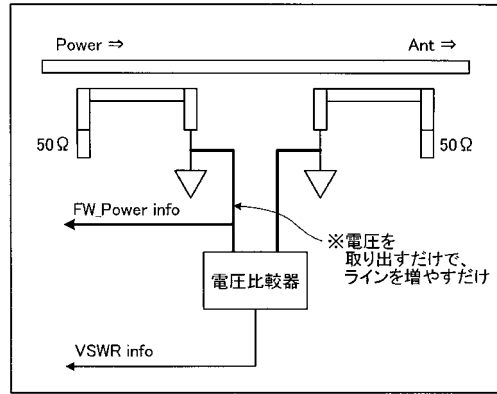 Power ⇒
Ant ⇒
50Ω
50Ω
FW_Power info
※電圧を
取り出すだけで、
ラインを増やすだけ
電圧比較器
VSWR info